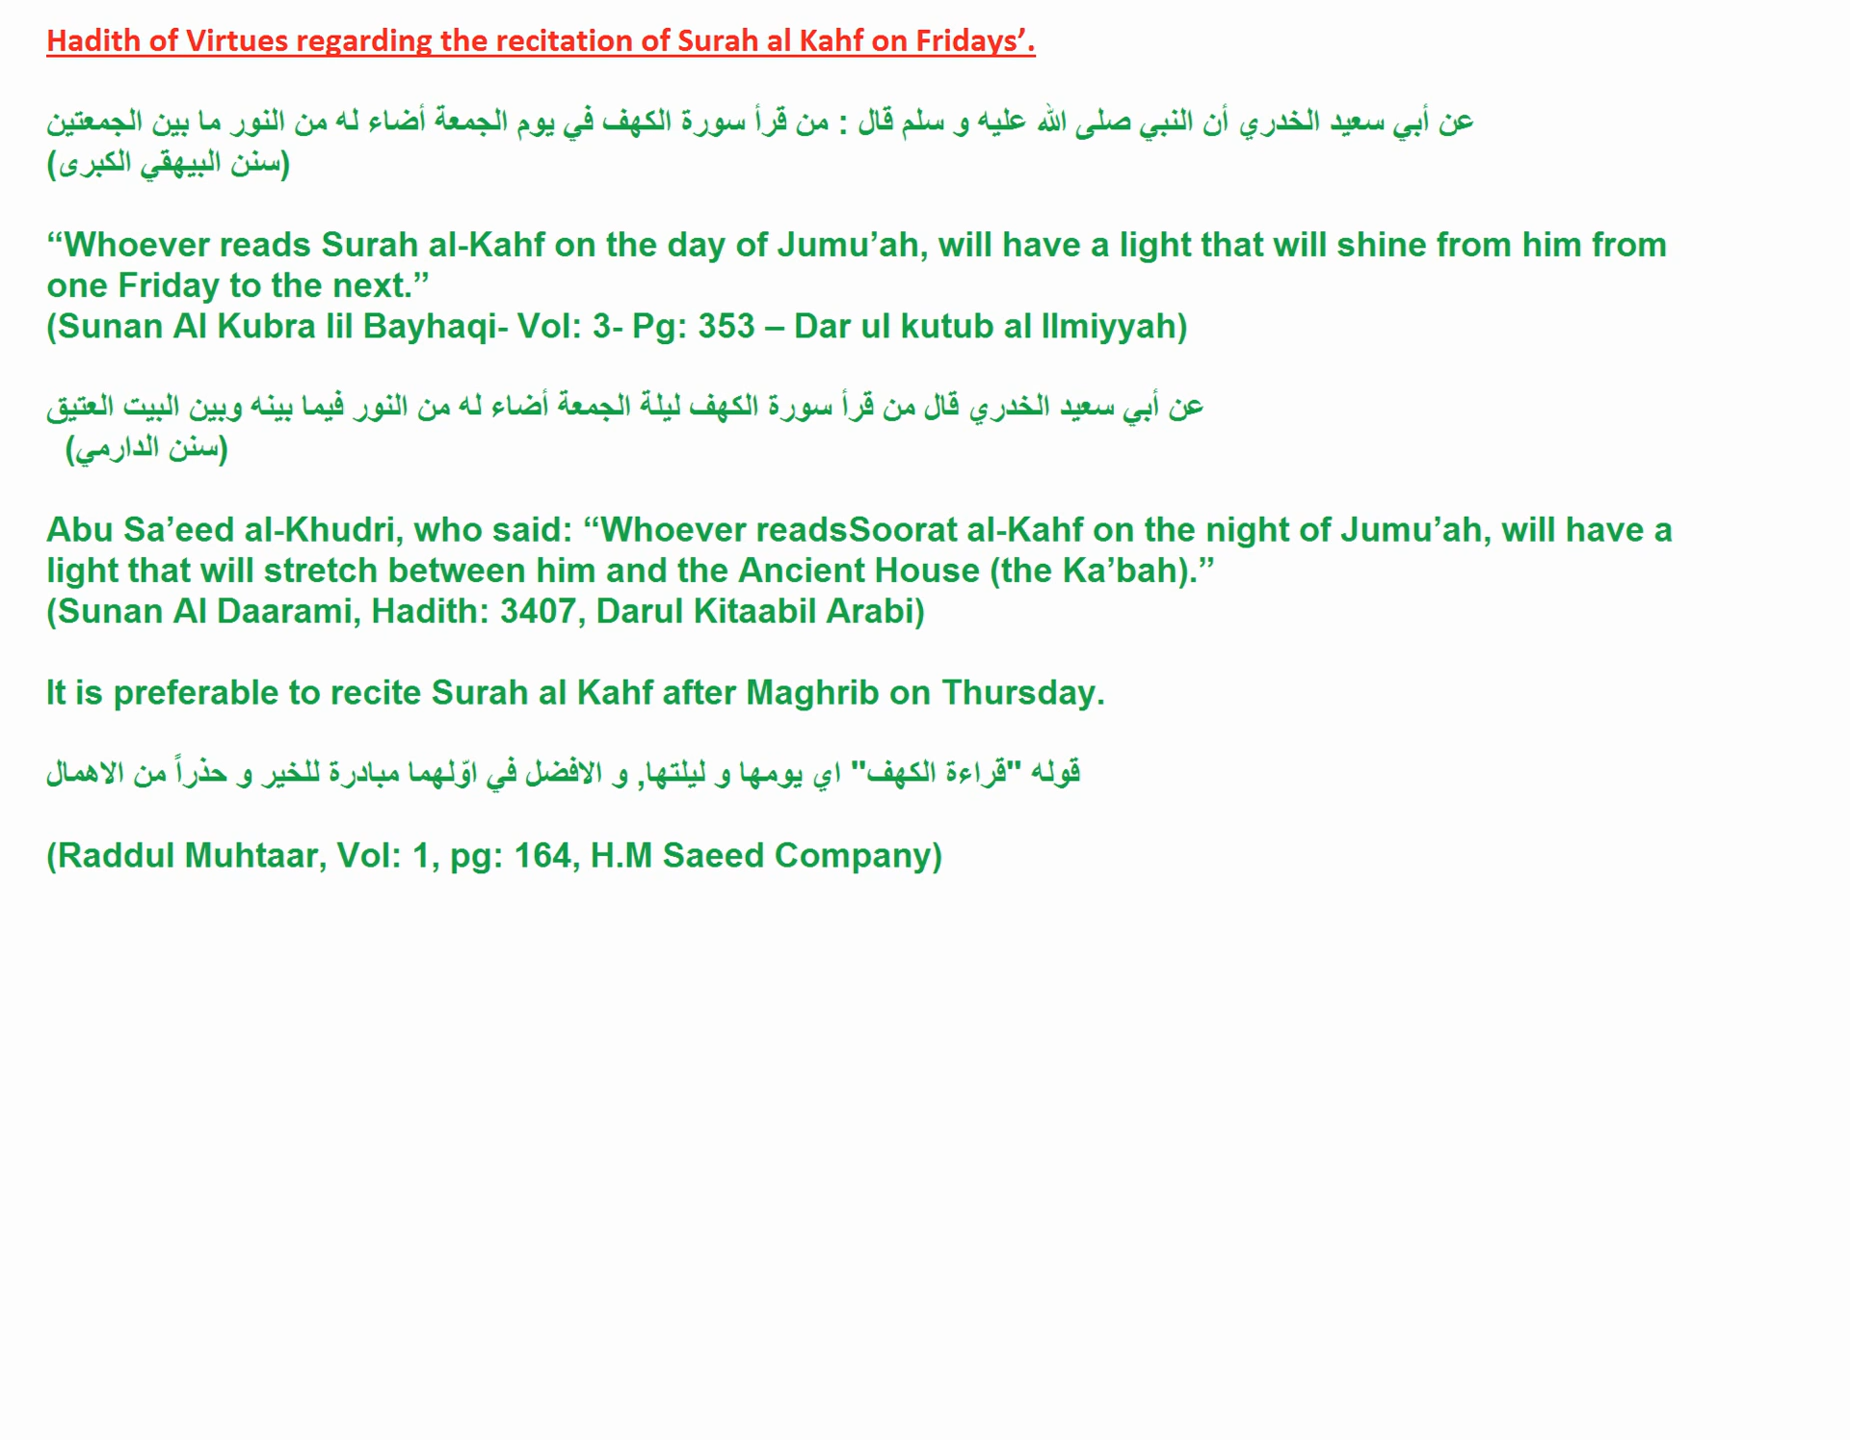 Hadith of Virtues regarding the recitation of Surah al Kahf on Fridays’.
عن أبي سعيد الخدري أن النبي صلى الله عليه و سلم قال : من قرأ سورة الكهف في يوم الجمعة أضاء له من النور ما بين الجمعتين
(سنن البيهقي الكبرى)
“Whoever reads Surah al-Kahf on the day of Jumu’ah, will have a light that will shine from him from
one Friday to the next.”
(Sunan Al Kubra lil Bayhaqi- Vol: 3- Pg: 353 – Dar ul kutub al Ilmiyyah)
عن أبي سعيد الخدري قال من قرأ سورة الكهف ليلة الجمعة أضاء له من النور فيما بينه وبين البيت العتيق
(سنن الدارمي)
Abu Sa’eed al-Khudri, who said: “Whoever readsSoorat al-Kahf on the night of Jumu’ah, will have a
light that will stretch between him and the Ancient House (the Ka’bah).”
(Sunan Al Daarami, Hadith: 3407, Darul Kitaabil Arabi)
It is preferable to recite Surah al Kahf after Maghrib on Thursday.
قوله "قراءة الكهف" اي يومها و ليلتها, و الافضل في اوّلهما مبادرة للخير و حذراً من الاهمال
(Raddul Muhtaar, Vol: 1, pg: 164, H.M Saeed Company)